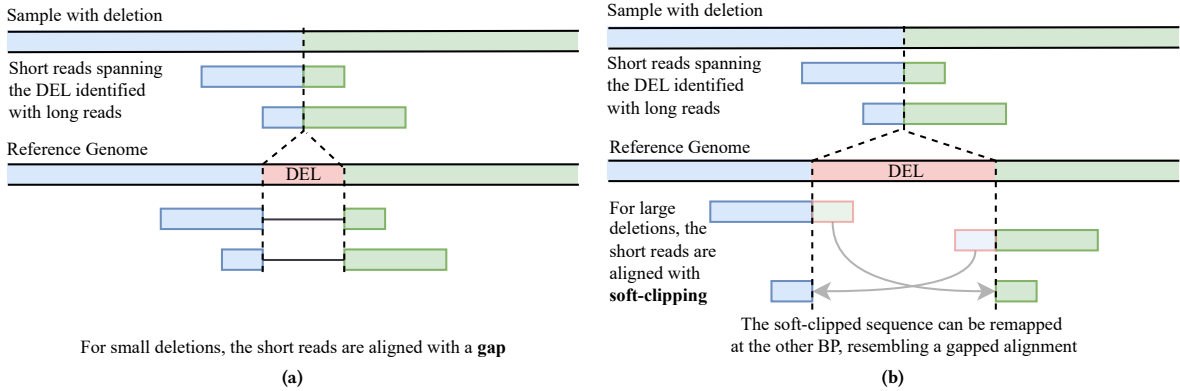 Sample with deletion
Short reads spanning
the DEL identified
with long reads
Reference Genome
DEL
For small deletions, the short reads are aligned with a gap
(a)
Sample with deletion
Short reads spanning
the DEL identified
with long reads
Reference Genome
DEL
For large
deletions, the
short reads are
aligned with
soft-clipping
The soft-clipped sequence can be remapped
at the other BP, resembling a gapped alignment
(b)